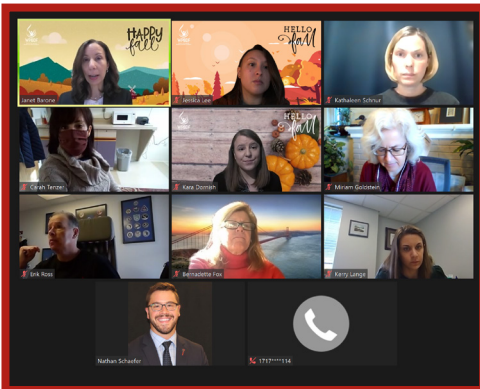 HAPPY
fall
HELLO
fall
Janet Barone
Jessica Lee
Kathaleen Schnur
HELLO
fall
Carah Tenzer
Kara Dornish
Miriam Goldstein
Erik Ross
Bernadette Fox
Kerry Lange
Nathan Schaefer
1717****114